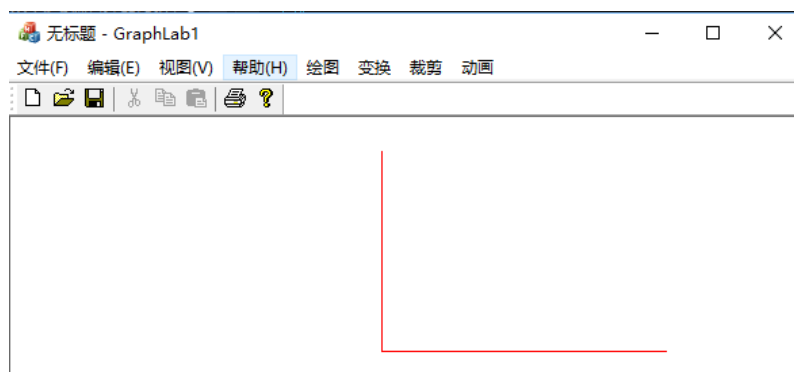 无标题 - GraphLab1
文件(F) 编辑(E) 视图(V) 帮助(H) 绘图 变换 裁剪 动画